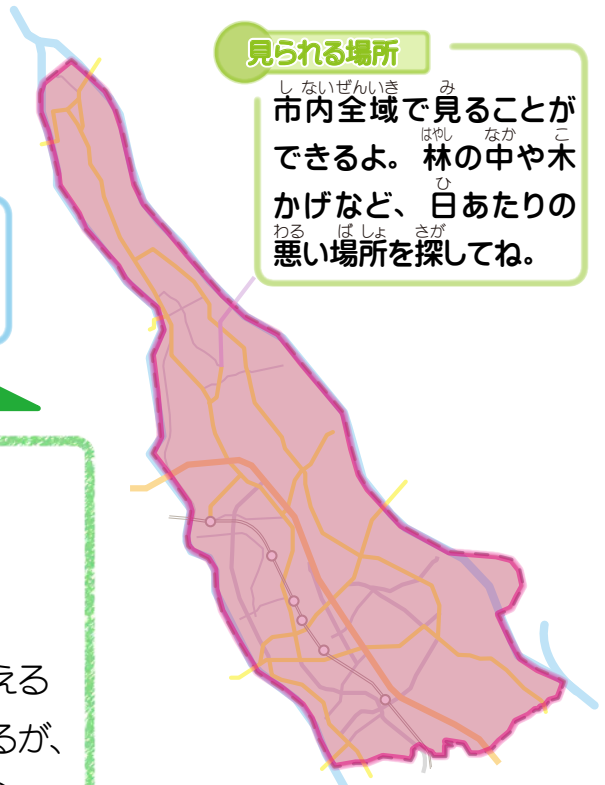 見られる場所
市内全域で見ることが
できるよ。林の中や木
かげなど、日あたりの
悪い場所を探してね。
える
るが、